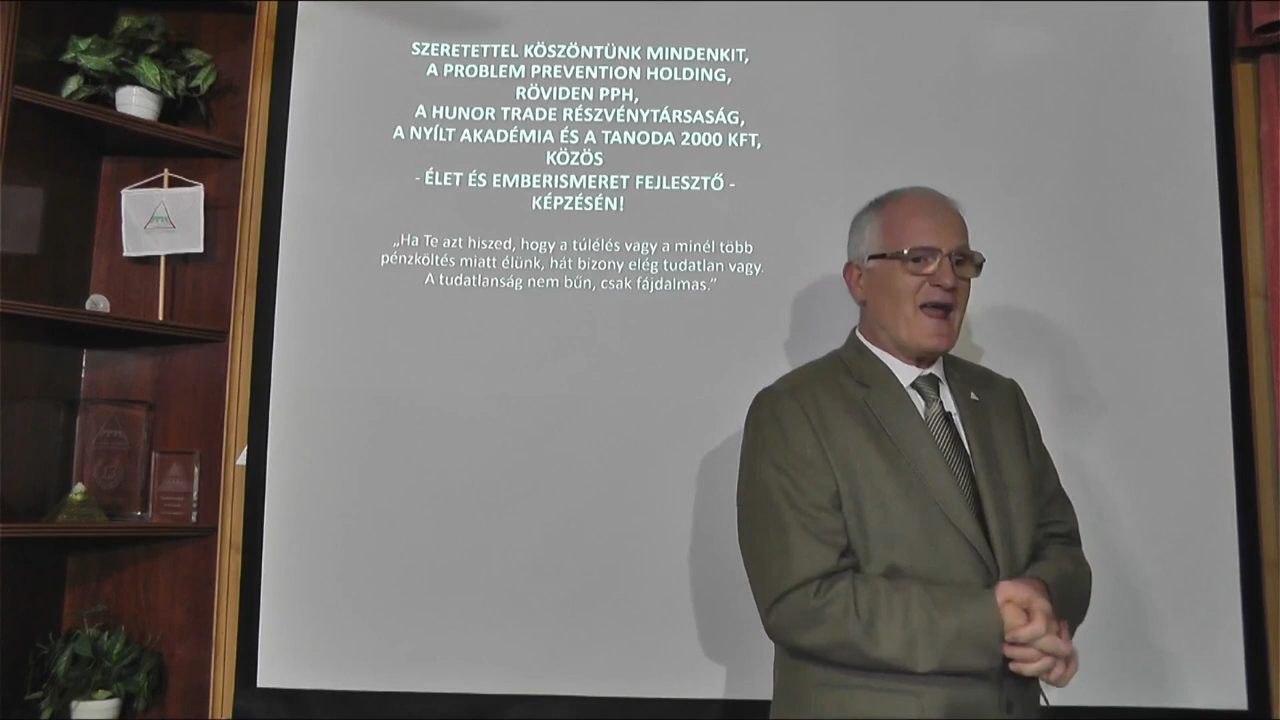 SZERETETTEL KÖSZÖNTÜNK MINDENKIT,
A PROBLEM PREVENTION HOLDING,
RÖVIDEN PPH,
A HUNOR TRADE RÉSZVÉNYTÁRSASÁG,
A NYÍLT AKADÉMIA ÉS A TANODA 2000 KFT,
KÖZÖS
- ÉLET ÉS EMBERISMERET FEJLESZTŐ -
KÉPZÉSÉN!
„Ha Te azt hiszed, hogy a túlélés vagy a minél több
pénzköltés miatt élünk, hát bizony elég tudatlan vagy.
A tudatlanság nem bűn, csak fájdalmas.”